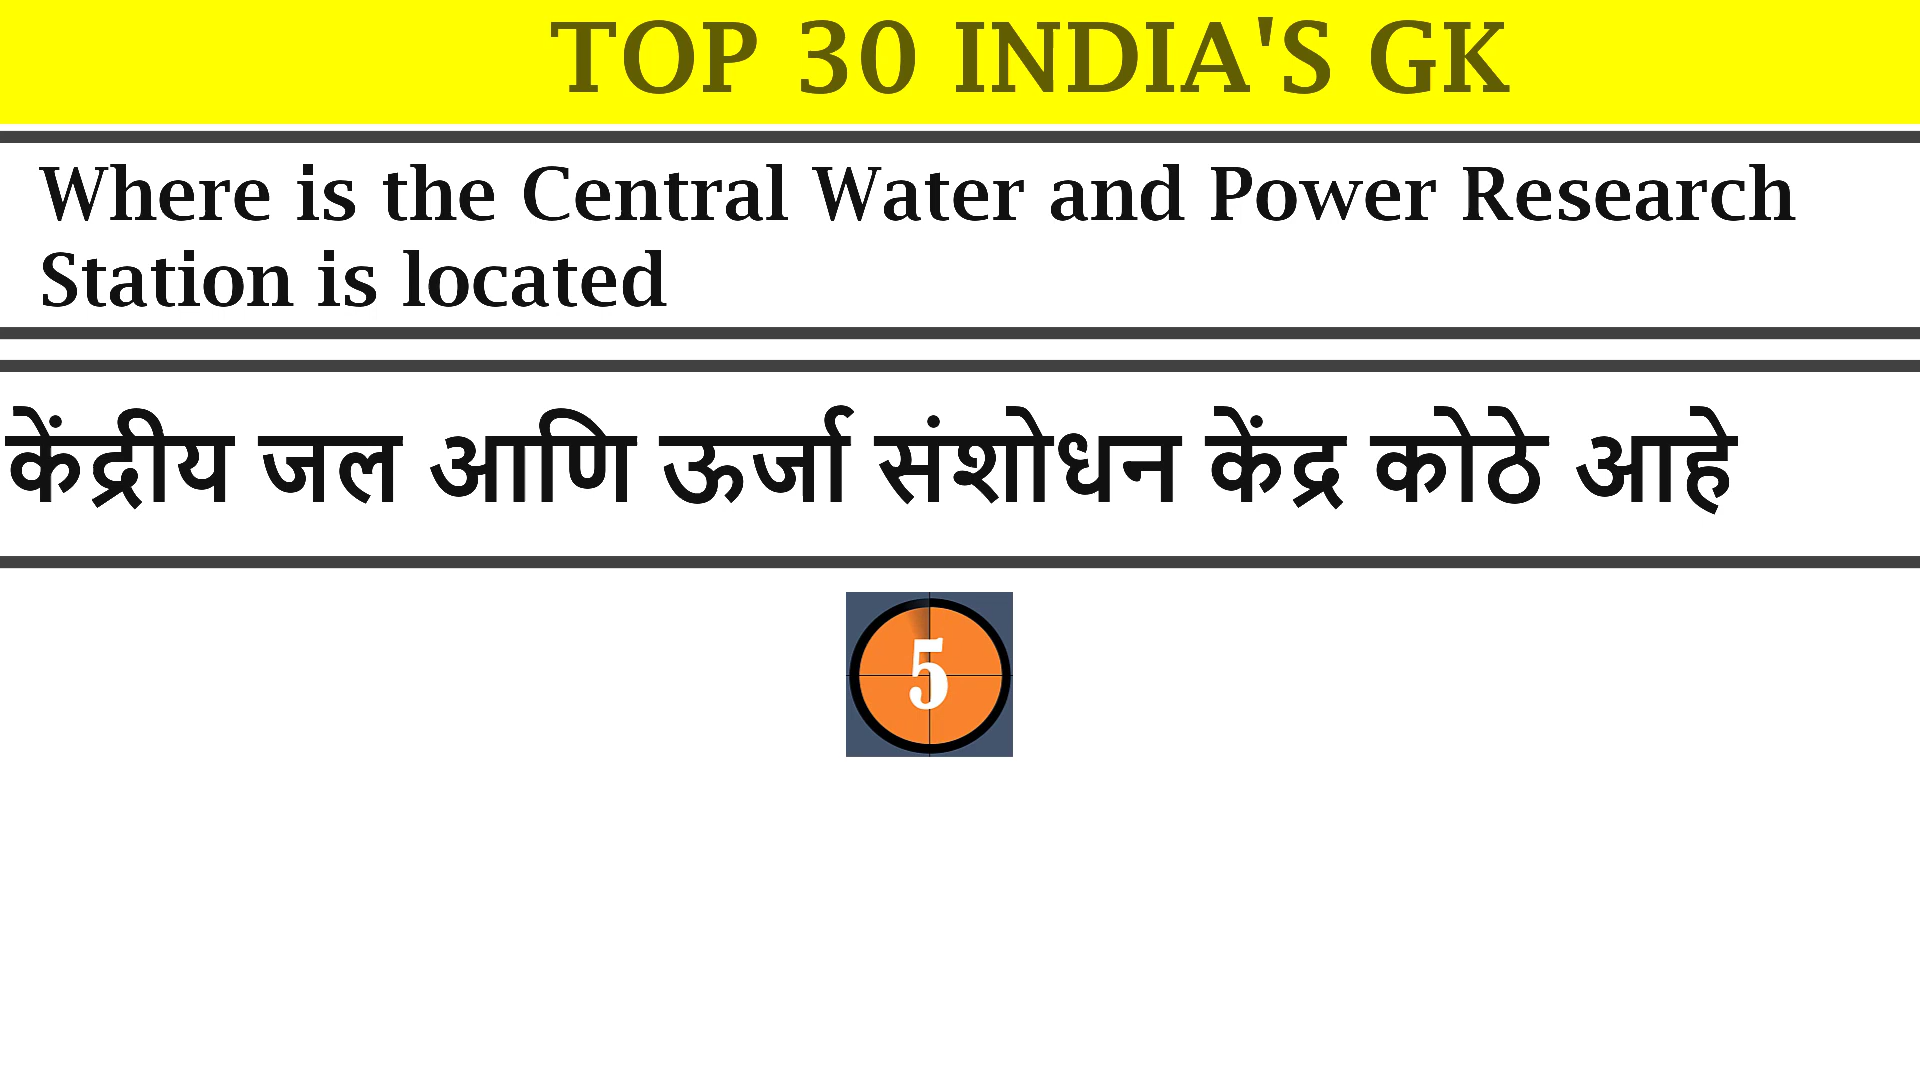 TOP 30 INDIA'S GK
Where is the Central Water and Power Research
Station is located
केंद्रीय जल आणि ऊर्जा संशोधन केंद्र कोठे आहे
5